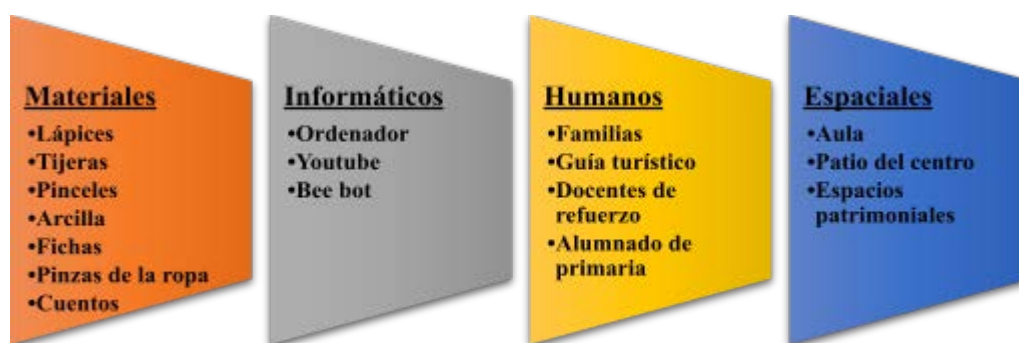 Materiales
•Lápices
•Tijeras
•Pinceles
•Arcilla
•Fichas
•Pinzas de la ropa
•Cuentos
Informáticos
•Ordenador
•Youtube
•Bee bot
Humanos
•Familias
•Guía turístico
•Docentes de
refuerzo
•Alumnado de
primaria
Espaciales
•Aula
•Patio del centro
•Espacios
patrimoniales